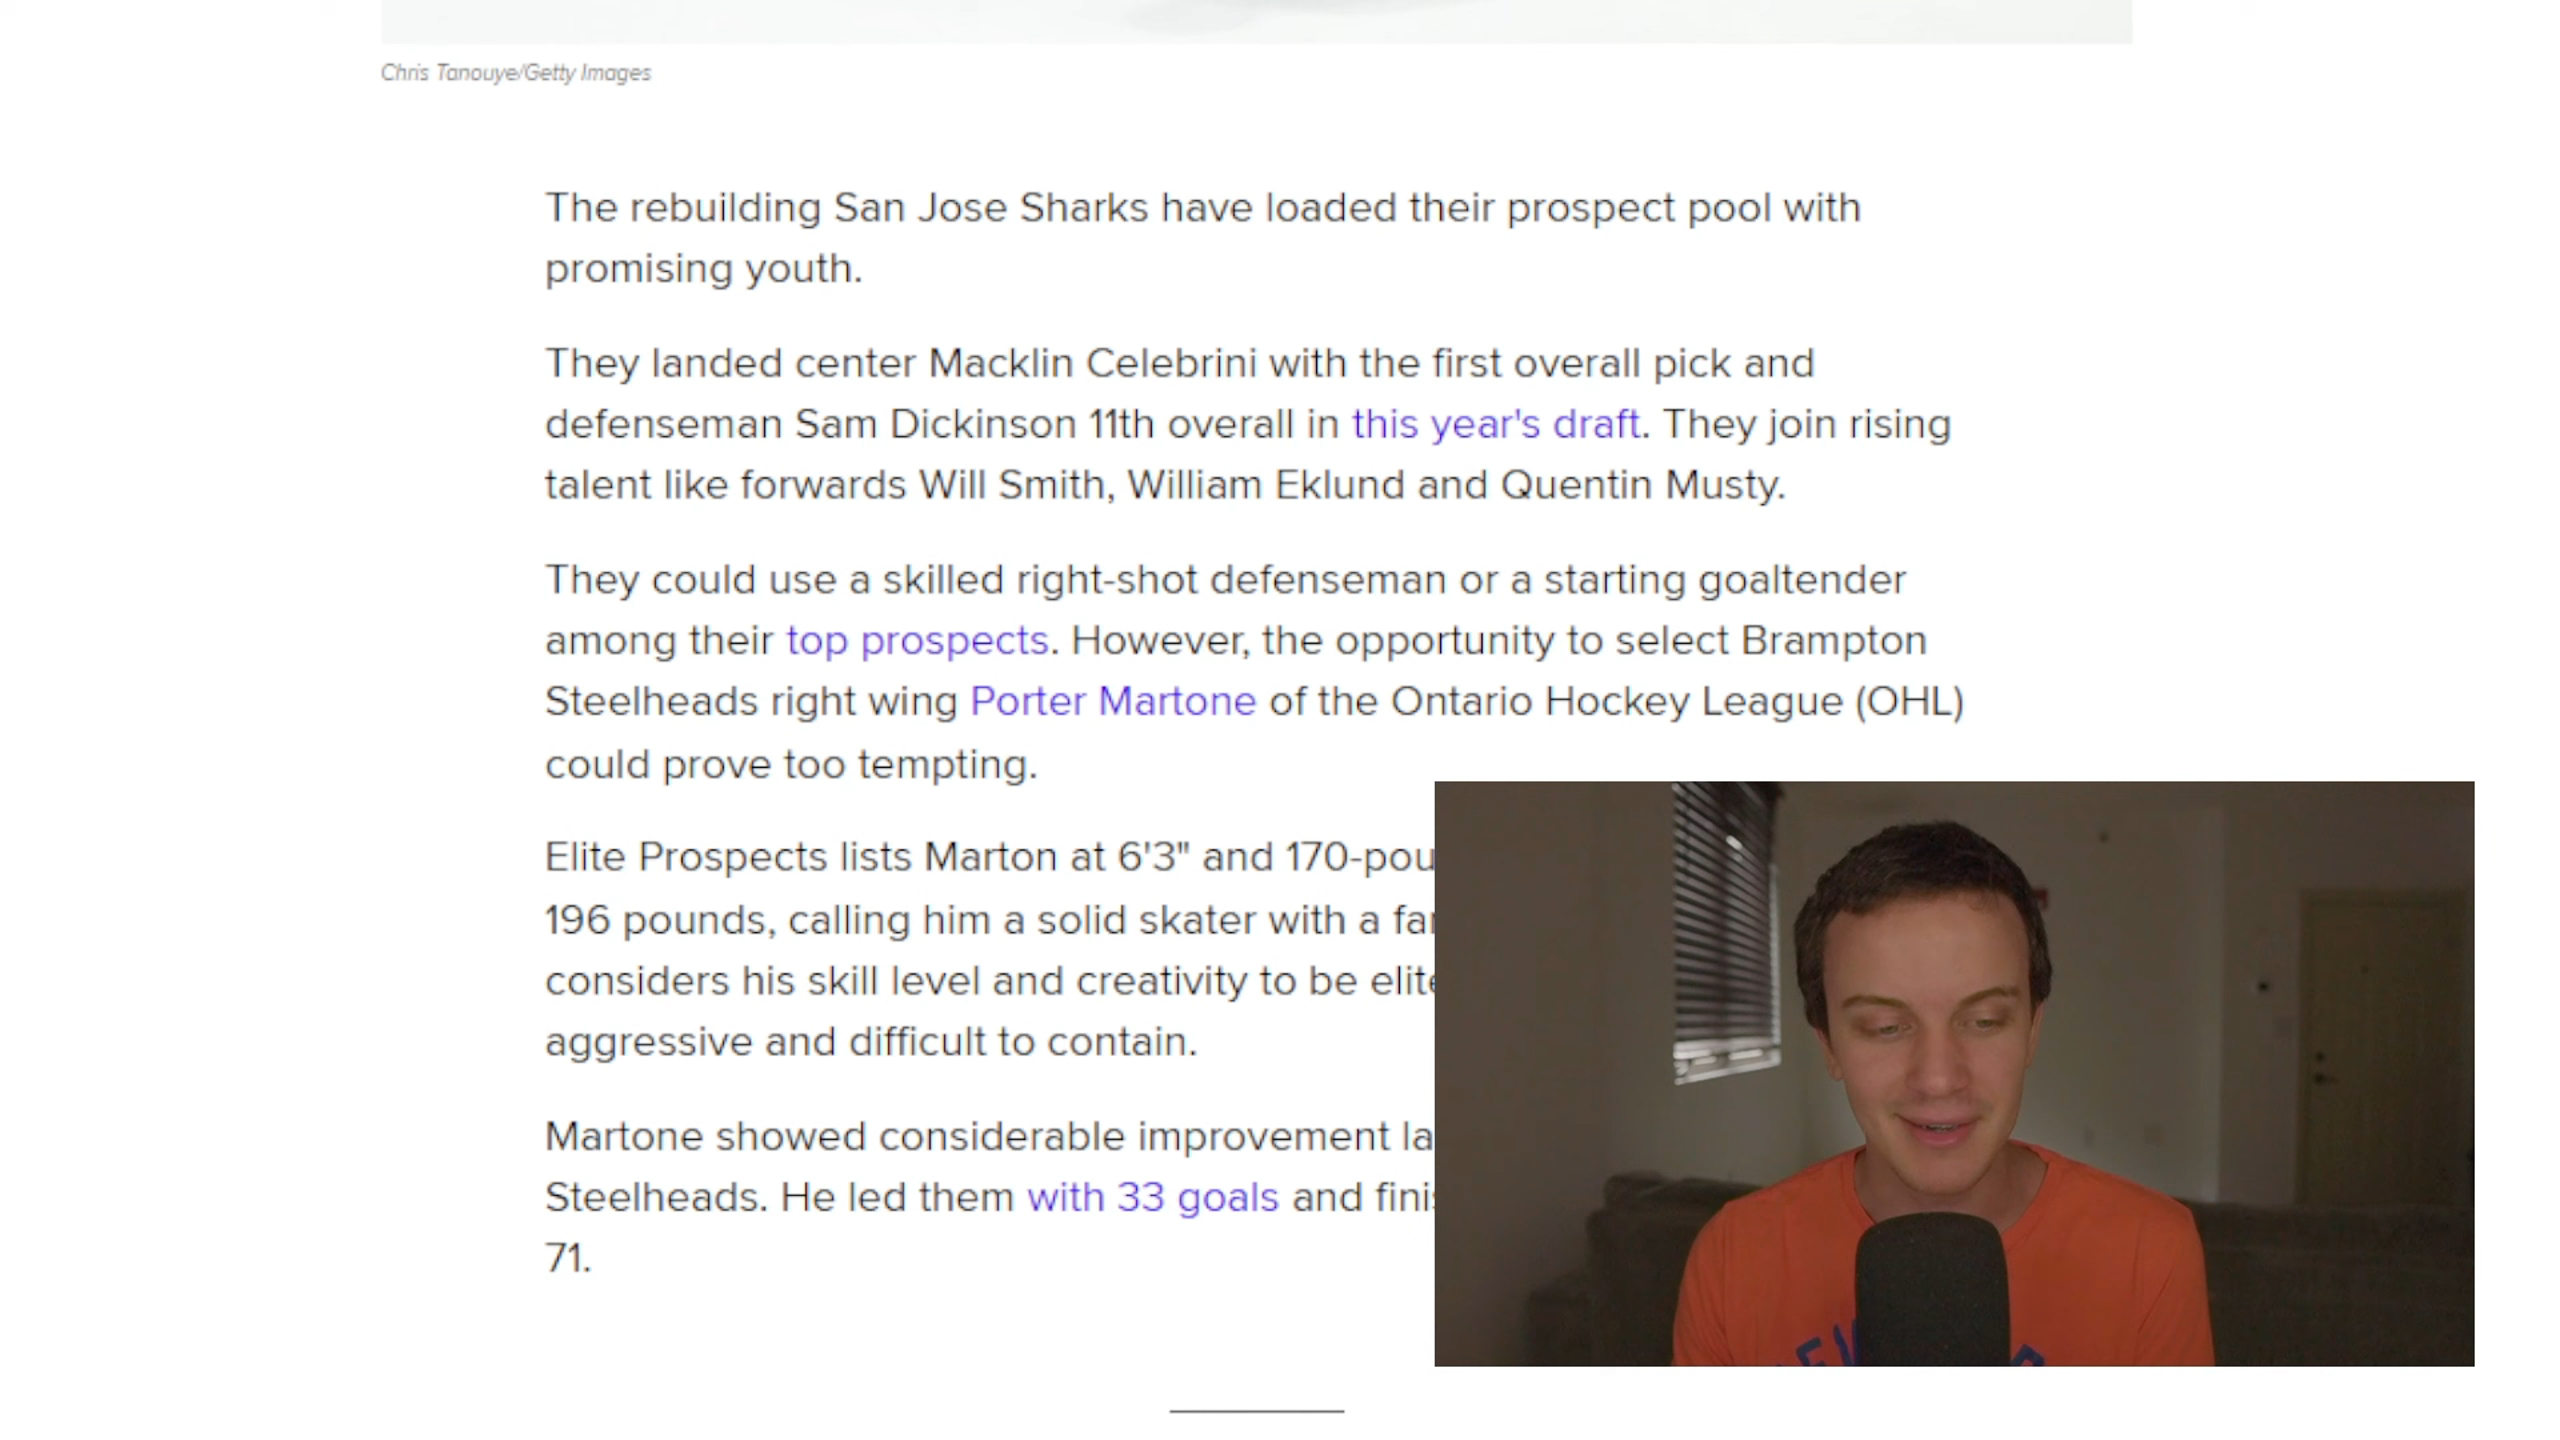 Chris Tanouye/Getty Images
The rebuilding San Jose Sharks have loaded their prospect pool with
promising youth.
They landed center Macklin Celebrini with the first overall pick and
defenseman Sam Dickinson 11th overall in this year's draft. They join rising
talent like forwards Will Smith, William Eklund and Quentin Musty.
They could use a skilled right-shot defenseman or a starting goaltender
among their top prospects. However, the opportunity to select Brampton
Steelheads right wing Porter Martone of the Ontario Hockey League (OHL)
could prove too tempting.
Elite Prospects lists Marton at 6'3" and 170-pou
196 pounds, calling him a solid skater with a
considers his skill level and creativity to be elite
aggressive and difficult to contain.
Martone showed considerable improvement la
Steelheads. He led them with 33 goals and fini
71.